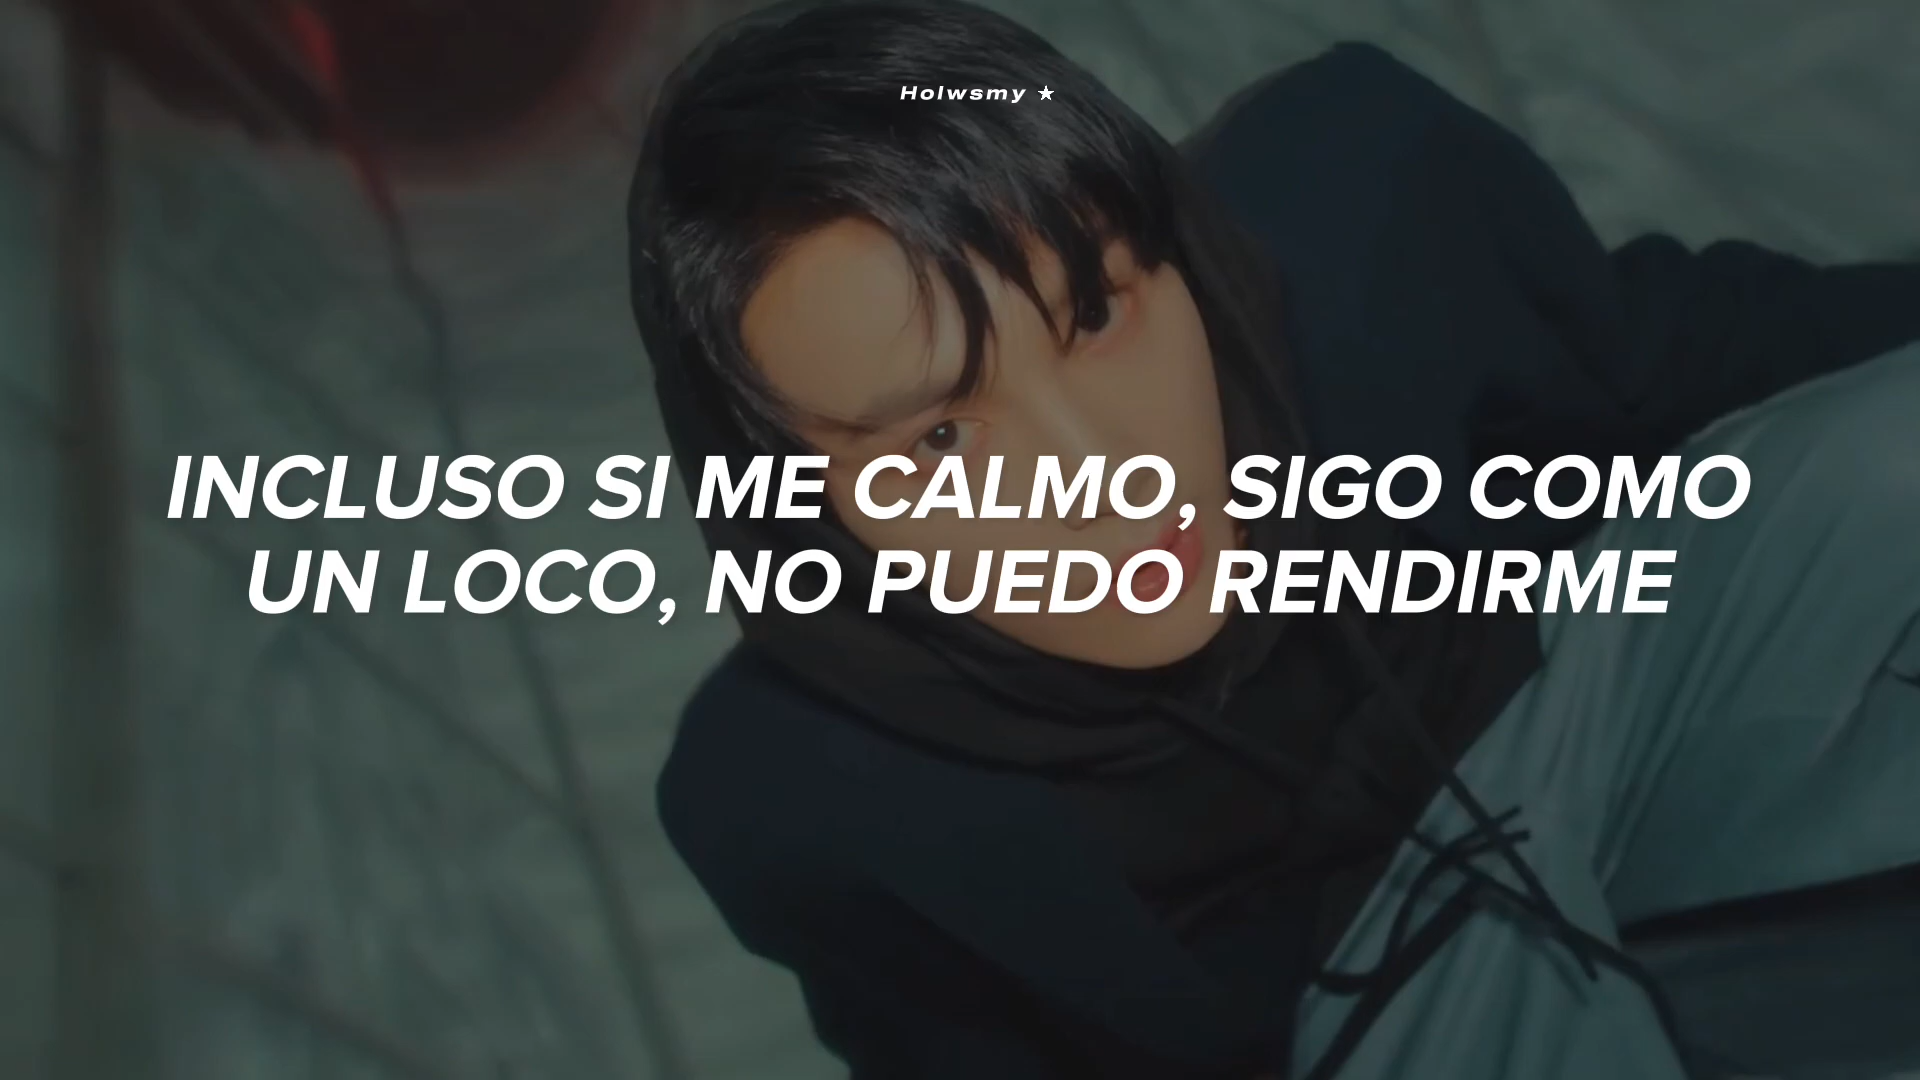 Holwsmy ★
INCLUSO SI ME CALMO, SIGO COMO
UN LOCO, NO PUEDO RENDIRME